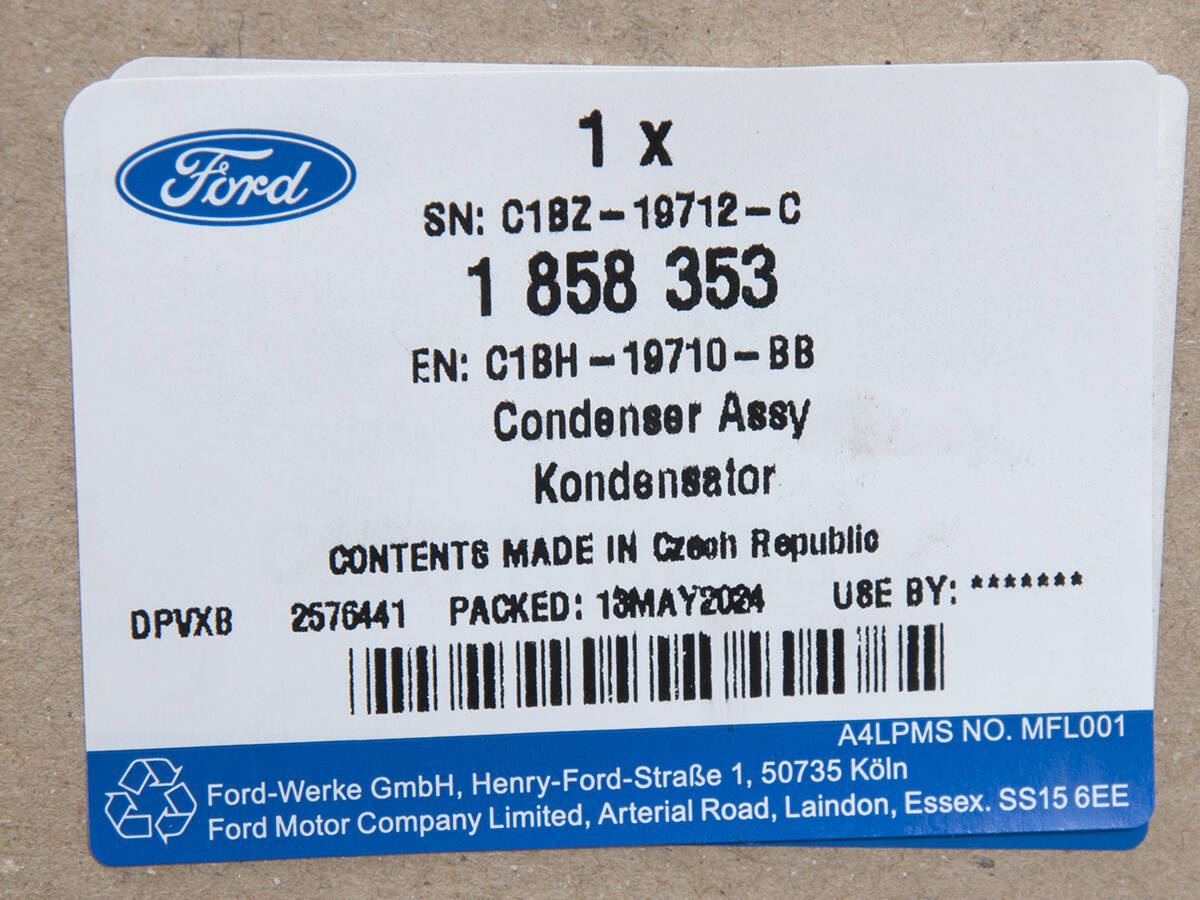 Ford
1 x
SN: C1BZ-19712-C
1 858 353
EN: C1BH-19710-BB
Condenser Assy
Kondensator
CONTENTS MADE IN Czech Republic
DPVXB 2576441 PACKED: 13MAY2024 USE BY: *******
A4LPMS NO. MFL001
Ford-Werke GmbH, Henry-Ford-Straße 1, 50735 Köln
Ford Motor Company Limited, Arterial Road, Laindon, Essex. SS15 6EE